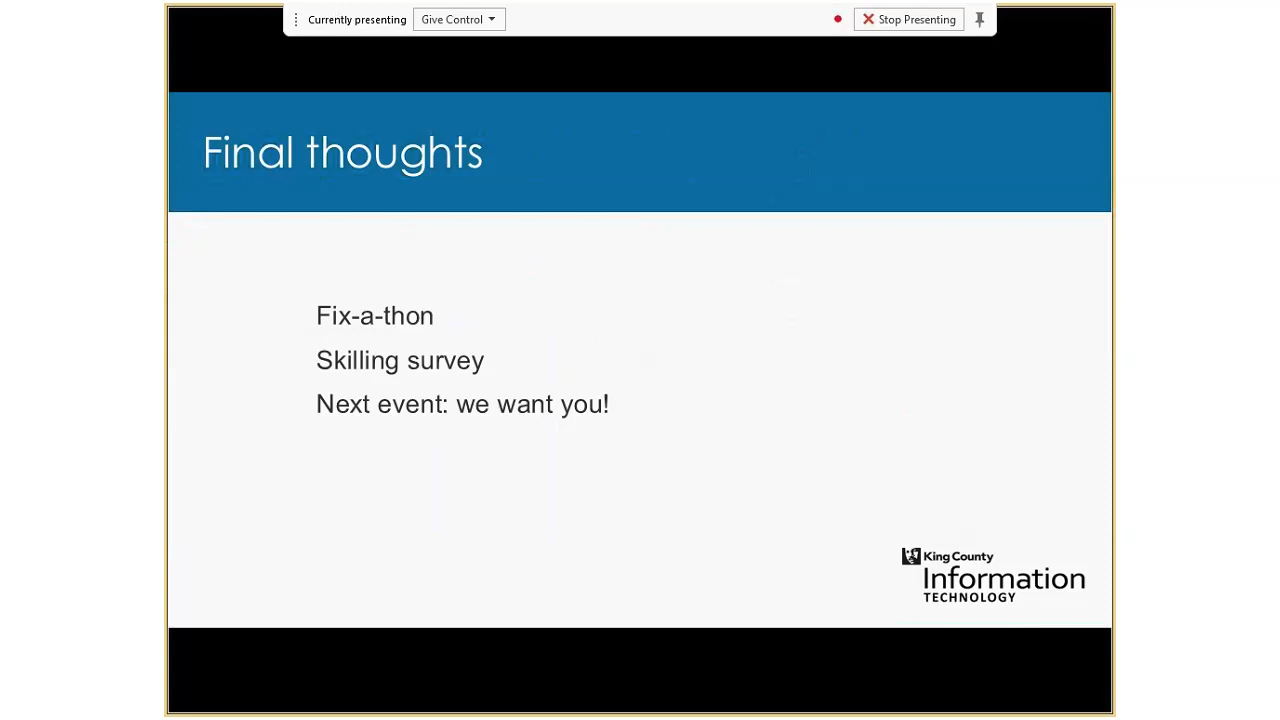 Currently presenting
Give Control
Stop Presenting
Final thoughts
Fix-a-thon
Skilling survey
Next event: we want you!
King County
Information
TECHNOLOGY